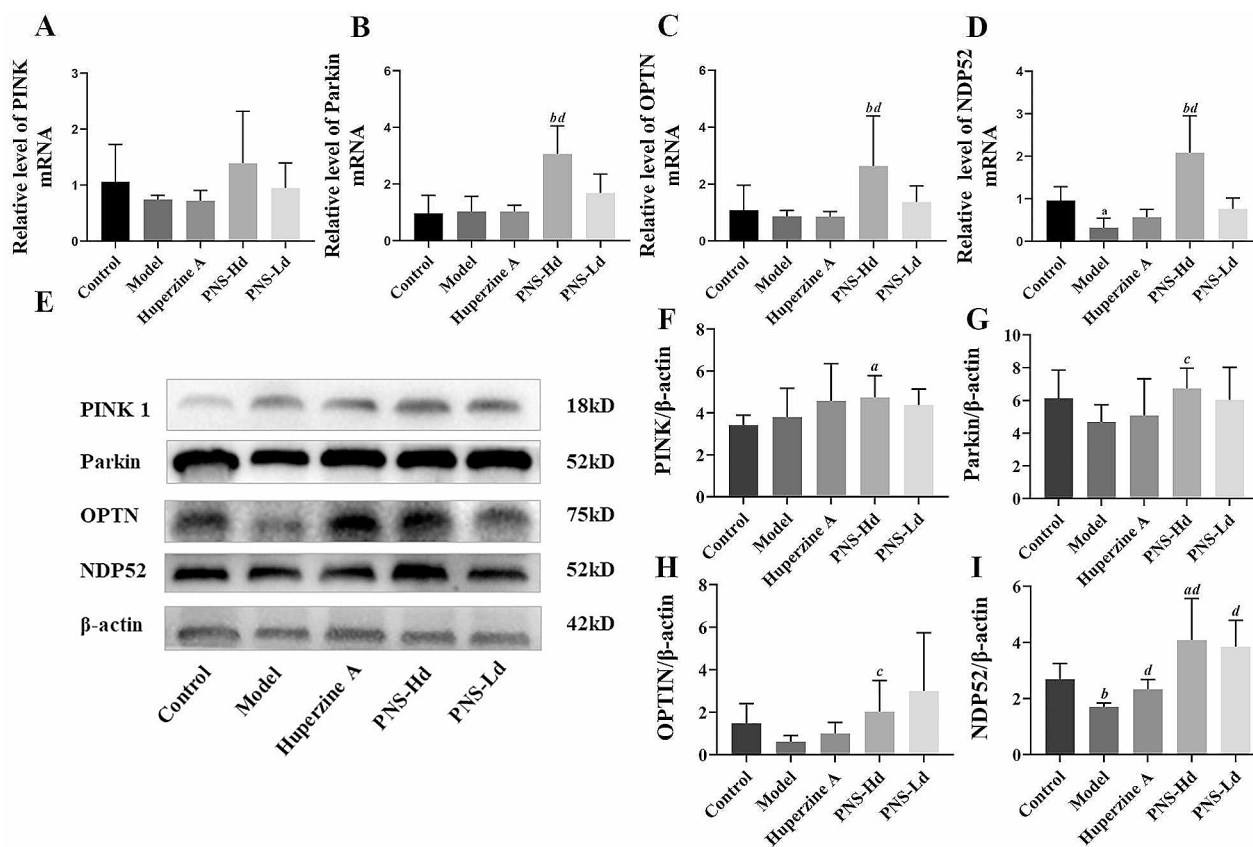 A
Relative level of PINK
mRNA
3
2
1
0
Control
Model
Huperzine A
PNS-Hd
PNS-Ld
B
Relative level of Parkin
mRNA
6
4
2
0
bd
Control
Model
Huperzine A
PNS-Hd
PNS-Ld
C
Relative level of OPTN
mRNA
6
4
2
0
bd
Control
Model
Huperzine A
PNS-Hd
PNS-Ld
D
Relative level of NDP52
mRNA
4
3
2
1
0
a
bd
Control
Model
Huperzine A
PNS-Hd
PNS-Ld
E
PINK 1
18kD
Parkin
52kD
OPTN
75kD
NDP52
52kD
β-actin
42kD
Control
Model
Huperzine A
PNS-Hd
PNS-Ld
F
PINK/β-actin
8
6
4
2
0
a
Control
Model
Huperzine A
PNS-Hd
PNS-Ld
G
Parkin/β-actin
10
8
6
4
2
0
c
Control
Model
Huperzine A
PNS-Hd
PNS-Ld
H
OPTIN/β-actin
8
6
4
2
0
c
Control
Model
Huperzine A
PNS-Hd
PNS-Ld
I
NDP52/β-actin
6
4
2
0
b
d
ad
d
Control
Model
Huperzine A
PNS-Hd
PNS-Ld